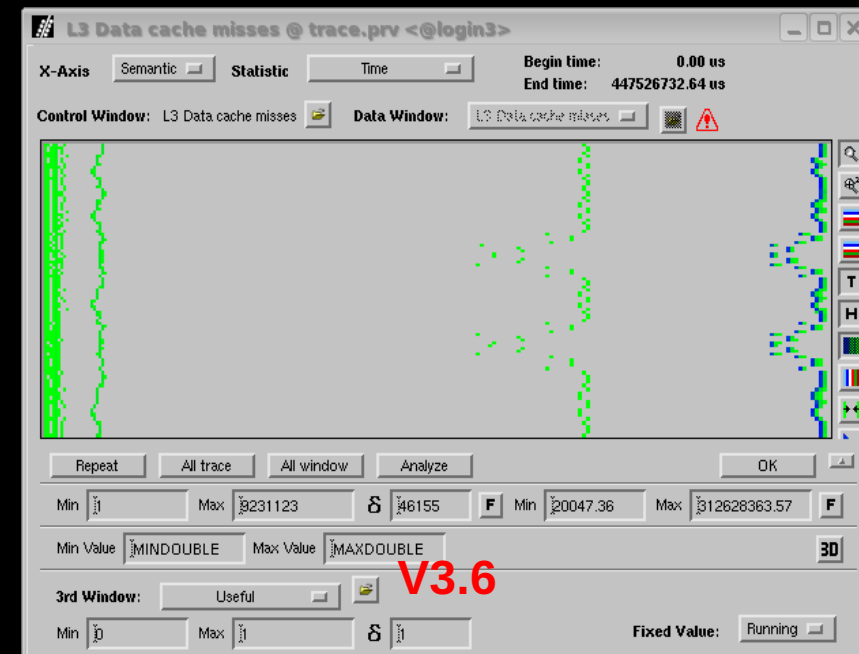 L3 Data cache misses @ trace.prv <@login3>
X-Axis Semantic Statistic Time Begin time: 0.00 us
End time: 447526732.64 us
Control Window: L3 Data cache misses Data Window: L3 Data cache misses
T
H
Repeat All trace All window Analyze OK
Min 1 Max 9231123 δ 46155 F Min 20047.36 Max 312628363.57 F
Min Value MINDOUBLE Max Value MAXDOUBLE 3D
V3.6
3rd Window: Useful
Min 0 Max 1 δ 1 Fixed Value: Running